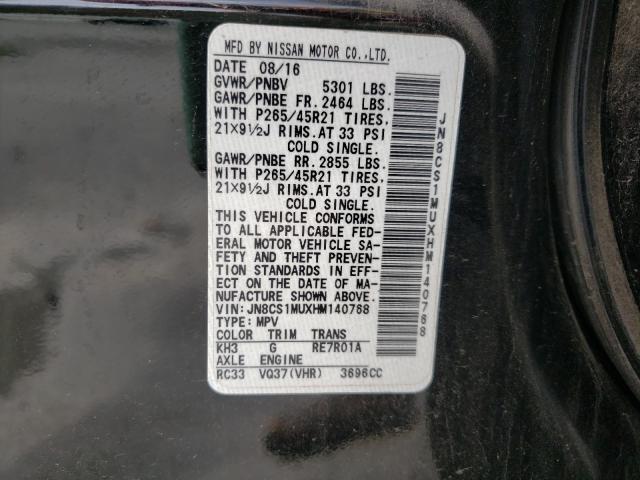 MFD BY NISSAN MOTOR CO.,LTD.
DATE 08/16
GVWR/PNBV 5301 LBS.
GAWR/PNBE FR. 2464 LBS.
WITH P265/45R21 TIRES,
21X9½J RIMS.AT 33 PSI
COLD SINGLE.
GAWR/PNBE RR. 2855 LBS.
WITH P265/45R21 TIRES,
21X9½J RIMS.AT 33 PSI
COLD SINGLE.
THIS VEHICLE CONFORMS
TO ALL APPLICABLE FED-
ERAL MOTOR VEHICLE SA-
FETY AND THEFT PREVEN-
TION STANDARDS IN EFF-
ECT ON THE DATE OF MA-
NUFACTURE SHOWN ABOVE.
VIN: JN8CS1MUXHM140768
TYPE: MPV
COLOR TRIM TRANS
KH3 G RE7R01A
AXLE ENGINE
RC33 VQ37(VHR) 3696CC
JN8CS1MUXHM140768